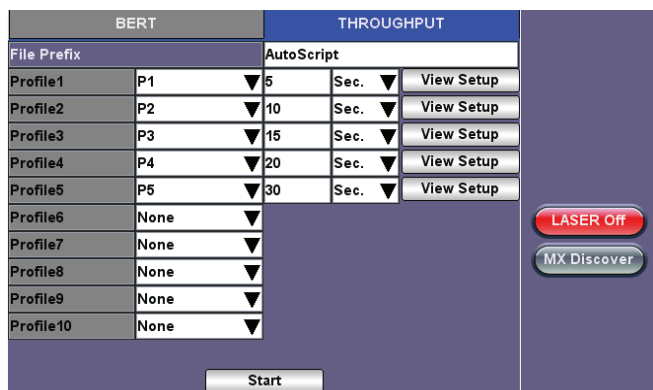 BERT THROUGHPUT
File Prefix AutoScript
Profile1 P1 5 Sec. View Setup
Profile2 P2 10 Sec. View Setup
Profile3 P3 15 Sec. View Setup
Profile4 P4 20 Sec. View Setup
Profile5 P5 30 Sec. View Setup
Profile6 None
Profile7 None
Profile8 None
Profile9 None
Profile10 None
LASER Off
MX Discover
Start